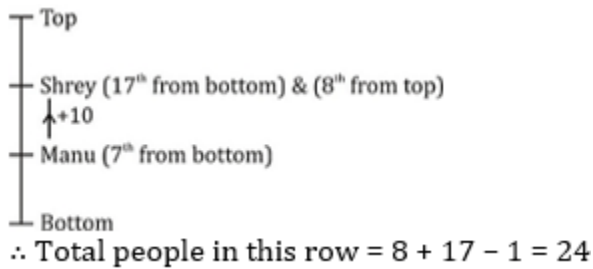 Top
Shrey (17th from bottom) & (8th from top)
+10
Manu (7th from bottom)
Bottom
∴ Total people in this row = 8 + 17 − 1 = 24